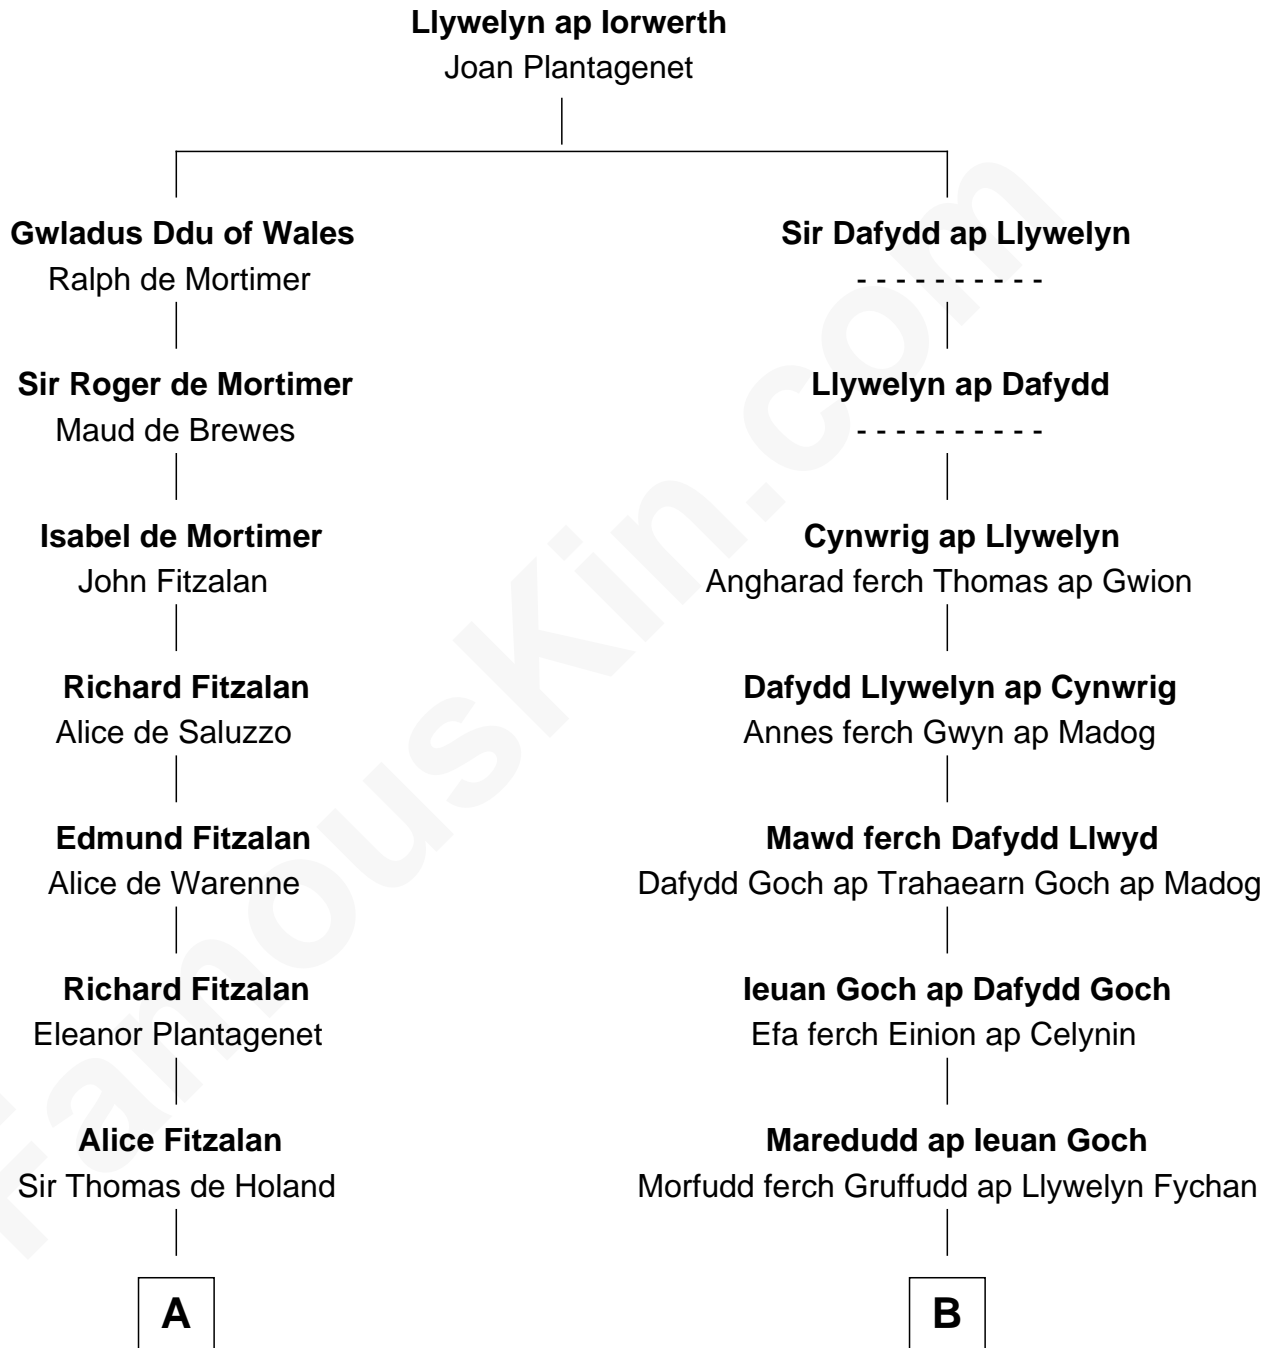 Llywelyn ap Iorwerth
Joan Plantagenet
Gwladus Ddu of Wales
Ralph de Mortimer
Sir Dafydd ap Llywelyn
- - - - - - - - - -
Sir Roger de Mortimer
Maud de Brewes
Llywelyn ap Dafydd
- - - - - - - - - -
Isabel de Mortimer
John Fitzalan
Cynwrig ap Llywelyn
Angharad ferch Thomas ap Gwion
Richard Fitzalan
Alice de Saluzzo
Dafydd Llywelyn ap Cynwrig
Annes ferch Gwyn ap Madog
Edmund Fitzalan
Alice de Warenne
Mawd ferch Dafydd Llwyd
Dafydd Goch ap Trahaearn Goch ap Madog
Richard Fitzalan
Eleanor Plantagenet
Ieuan Goch ap Dafydd Goch
Efa ferch Einion ap Celynin
Alice Fitzalan
Sir Thomas de Holand
Maredudd ap Ieuan Goch
Morfudd ferch Gruffudd ap Llywelyn Fychan
A
B
FamousKin.com